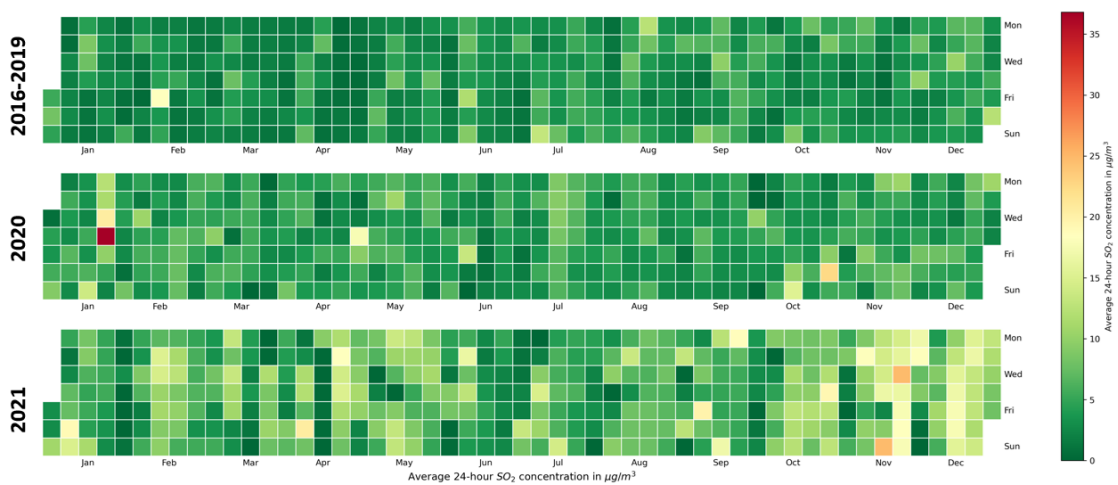 2016-2019
Mon
Wed
Fri
Sun
Jan Feb Mar Apr May Jun Jul Aug Sep Oct Nov Dec
2020
Mon
Wed
Fri
Sun
Jan Feb Mar Apr May Jun Jul Aug Sep Oct Nov Dec
2021
Mon
Wed
Fri
Sun
Jan Feb Mar Apr May Jun Jul Aug Sep Oct Nov Dec
Average 24-hour SO₂ concentration in μg/m³
35
30
25
20
15
10
5
0
Average 24-hour SO₂ concentration in μg/m³